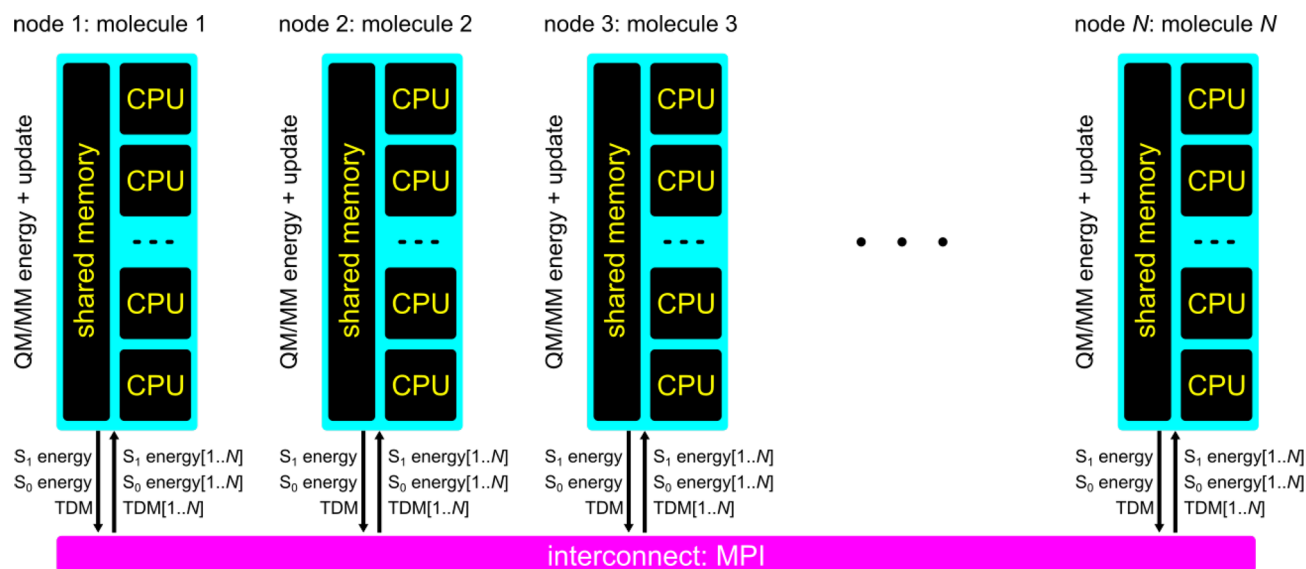 node 1: molecule 1
node 2: molecule 2
node 3: molecule 3
node N: molecule N
QM/MM energy + update
shared memory
CPU
CPU
- - -
CPU
CPU
QM/MM energy + update
shared memory
CPU
CPU
- - -
CPU
CPU
QM/MM energy + update
shared memory
CPU
CPU
- - -
CPU
CPU
• • •
QM/MM energy + update
shared memory
CPU
CPU
- - -
CPU
CPU
S₁ energy
S₀ energy
TDM
S₁ energy[1..N]
S₀ energy[1..N]
TDM[1..N]
S₁ energy
S₀ energy
TDM
S₁ energy[1..N]
S₀ energy[1..N]
TDM[1..N]
S₁ energy
S₀ energy
TDM
S₁ energy[1..N]
S₀ energy[1..N]
TDM[1..N]
S₁ energy
S₀ energy
TDM
S₁ energy[1..N]
S₀ energy[1..N]
TDM[1..N]
interconnect: MPI